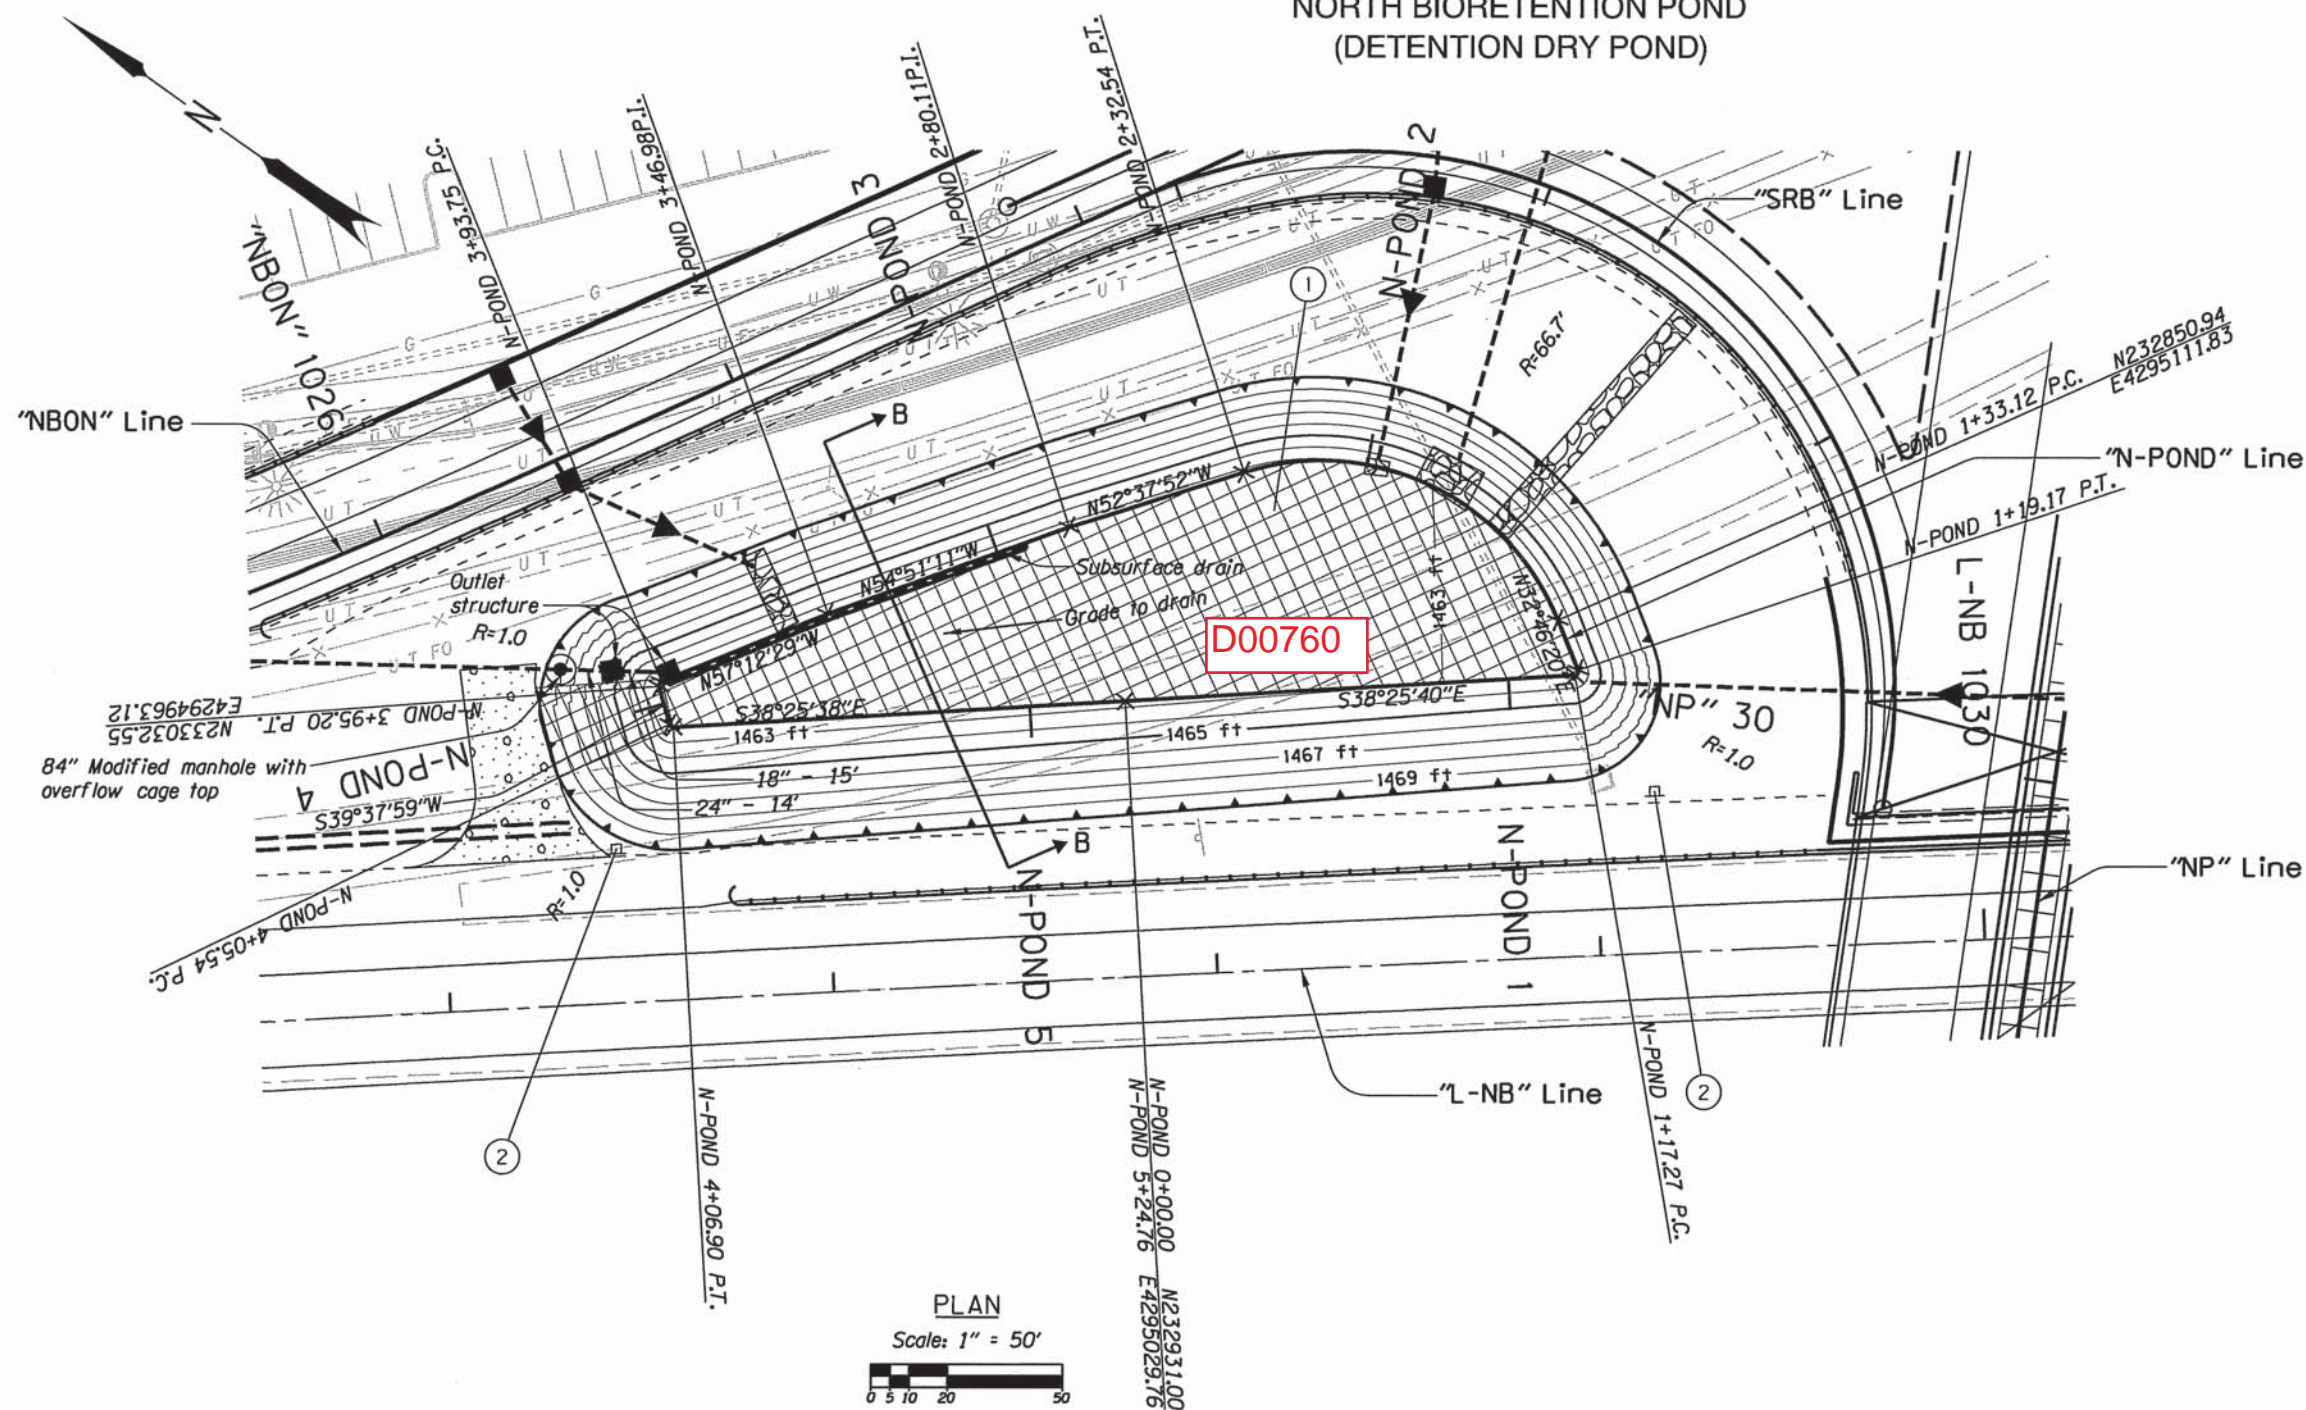 NORTH BIORETENTION POND
(DETENTION DRY POND)
N
N-POND 3+93.75 P.C.
N-POND 3+46.98P.I.
N-POND 2+80.11P.I.
N-POND 2+32.54 P.T.
N-POND 3
N-POND 2
"SRB" Line
"NBON" 1026
"NBON" Line
R=66.7'
1
B
N232850.94
E4295111.83
N-POND 1+33.12 P.C.
"N-POND" Line
N-POND 1+19.17 P.T.
L-NB 1030
N52°37'52"W
N54°51'11"W
N57°12'29"W
N32°46'20"E
Subsurface drain
Grade to drain
Outlet
structure
R=1.0
D00760
1463 ft
S38°25'38"E
S38°25'40"E
1463 ft
1465 ft
1467 ft
1469 ft
18" - 15'
24" - 14'
"NP" 30
R=1.0
N-POND 3+95.20 P.T.
N233032.55
E4294963.12
84" Modified manhole with
overflow cage top
N-POND 4
S39°37'59"W
N-POND 4+05.54 P.C.
R=1.0
B
N-POND 5
N-POND 1
"NP" Line
"L-NB" Line
2
2
N-POND 4+06.90 P.T.
N-POND 0+00.00 N232931.00
N-POND 5+24.76 E4295029.76
N-POND 1+17.27 P.C.
G
UW
UT
UT FO
PLAN
Scale: 1" = 50'
0 5 10 20 50